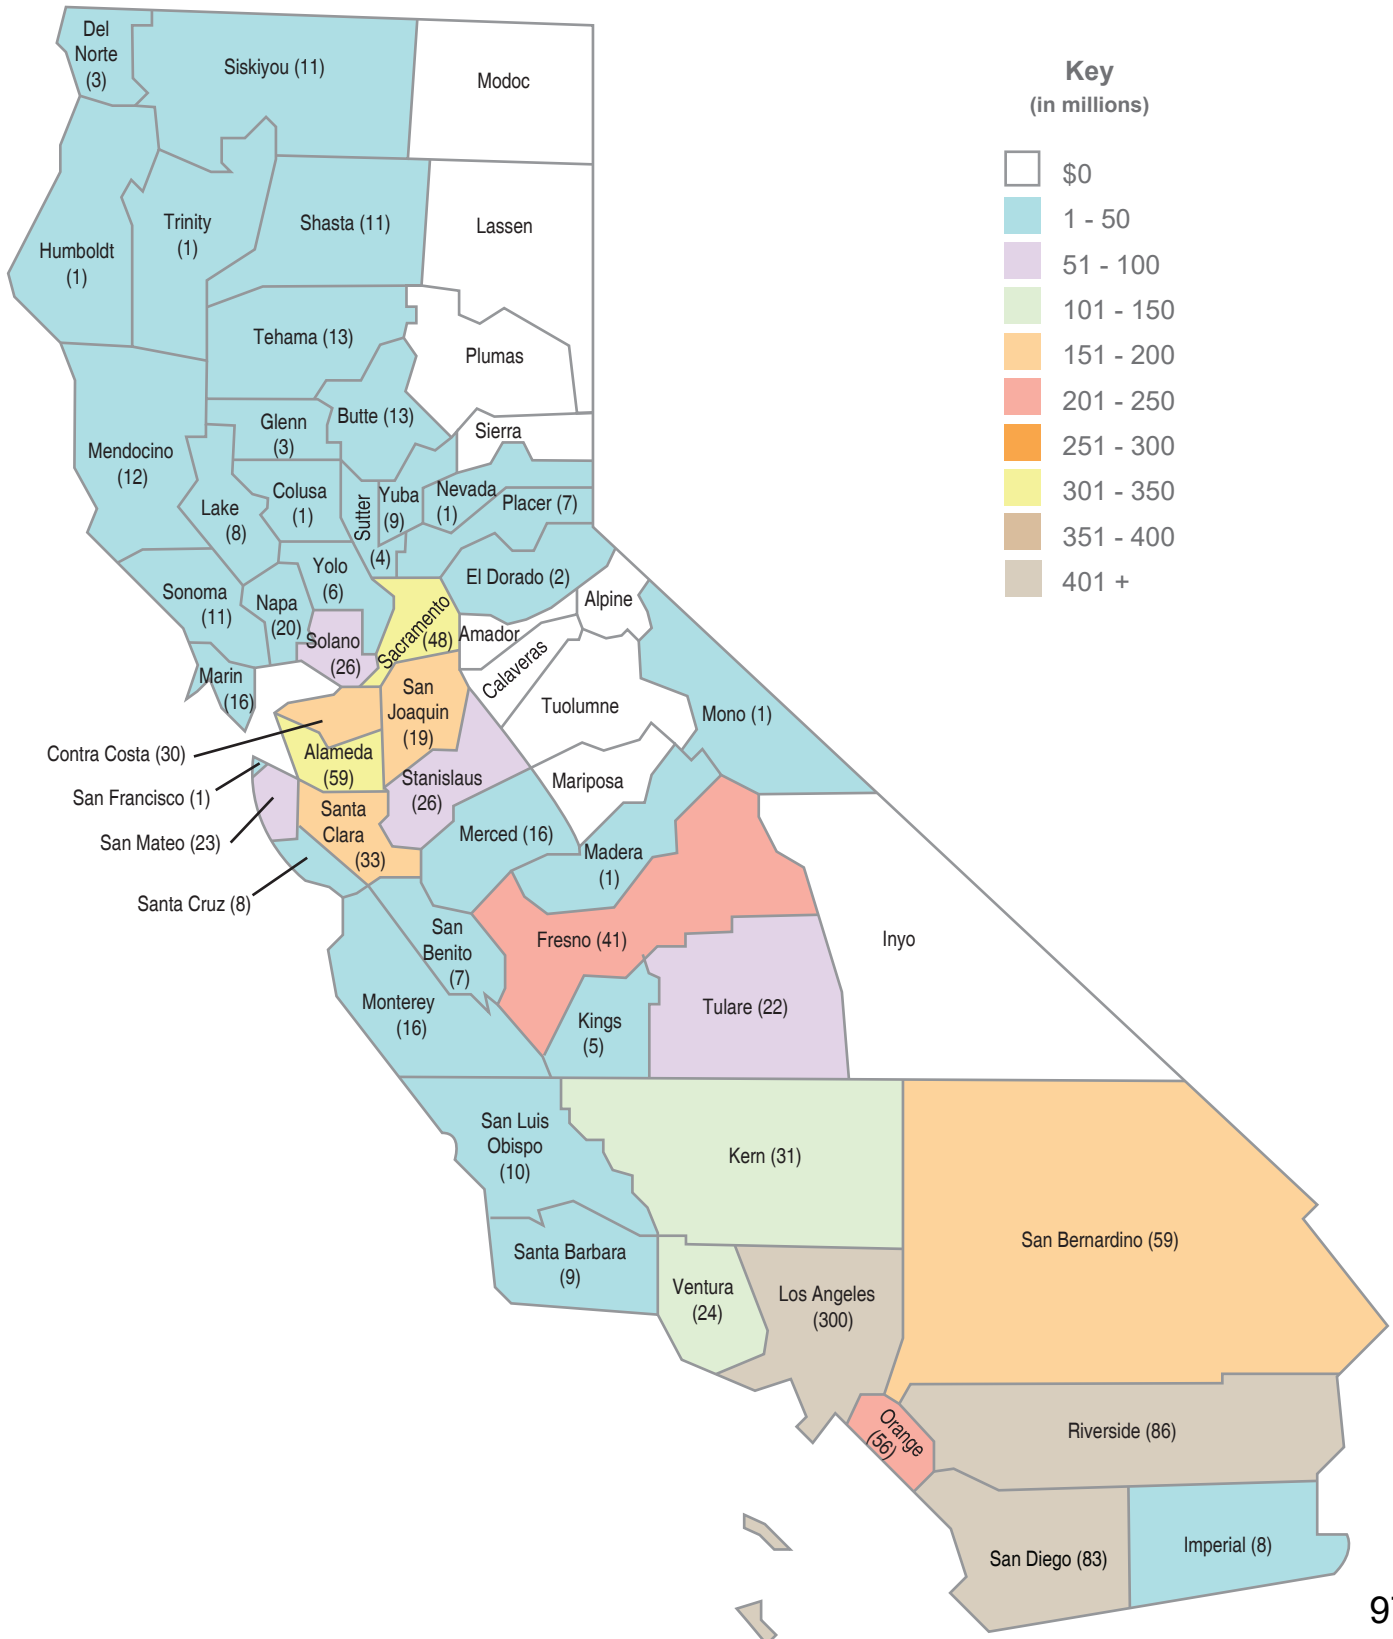 Del
Norte
(3)
Siskiyou (11)
Modoc
Key
(in millions)
$0
1 - 50
51 - 100
101 - 150
151 - 200
201 - 250
251 - 300
301 - 350
351 - 400
401 +
Humboldt
(1)
Trinity
(1)
Shasta (11)
Lassen
Tehama (13)
Plumas
Mendocino
(12)
Glenn
(3)
Butte (13)
Sierra
Lake
(8)
Colusa
(1)
Sutter
(4)
Yuba
(9)
Nevada
(1)
Placer (7)
Sonoma
(11)
Napa
(20)
Yolo
(6)
El Dorado (2)
Solano
(26)
Sacramento
(48)
Amador
Alpine
Calaveras
Marin
(16)
San
Joaquin
(19)
Tuolumne
Mono (1)
Contra Costa (30)
Alameda
(59)
Stanislaus
(26)
Mariposa
San Francisco (1)
San Mateo (23)
Santa
Clara
(33)
Merced (16)
Madera
(1)
Santa Cruz (8)
San
Benito
(7)
Fresno (41)
Inyo
Monterey
(16)
Kings
(5)
Tulare (22)
San Luis
Obispo
(10)
Kern (31)
San Bernardino (59)
Santa Barbara
(9)
Ventura
(24)
Los Angeles
(300)
Orange
(56)
Riverside (86)
San Diego (83)
Imperial (8)